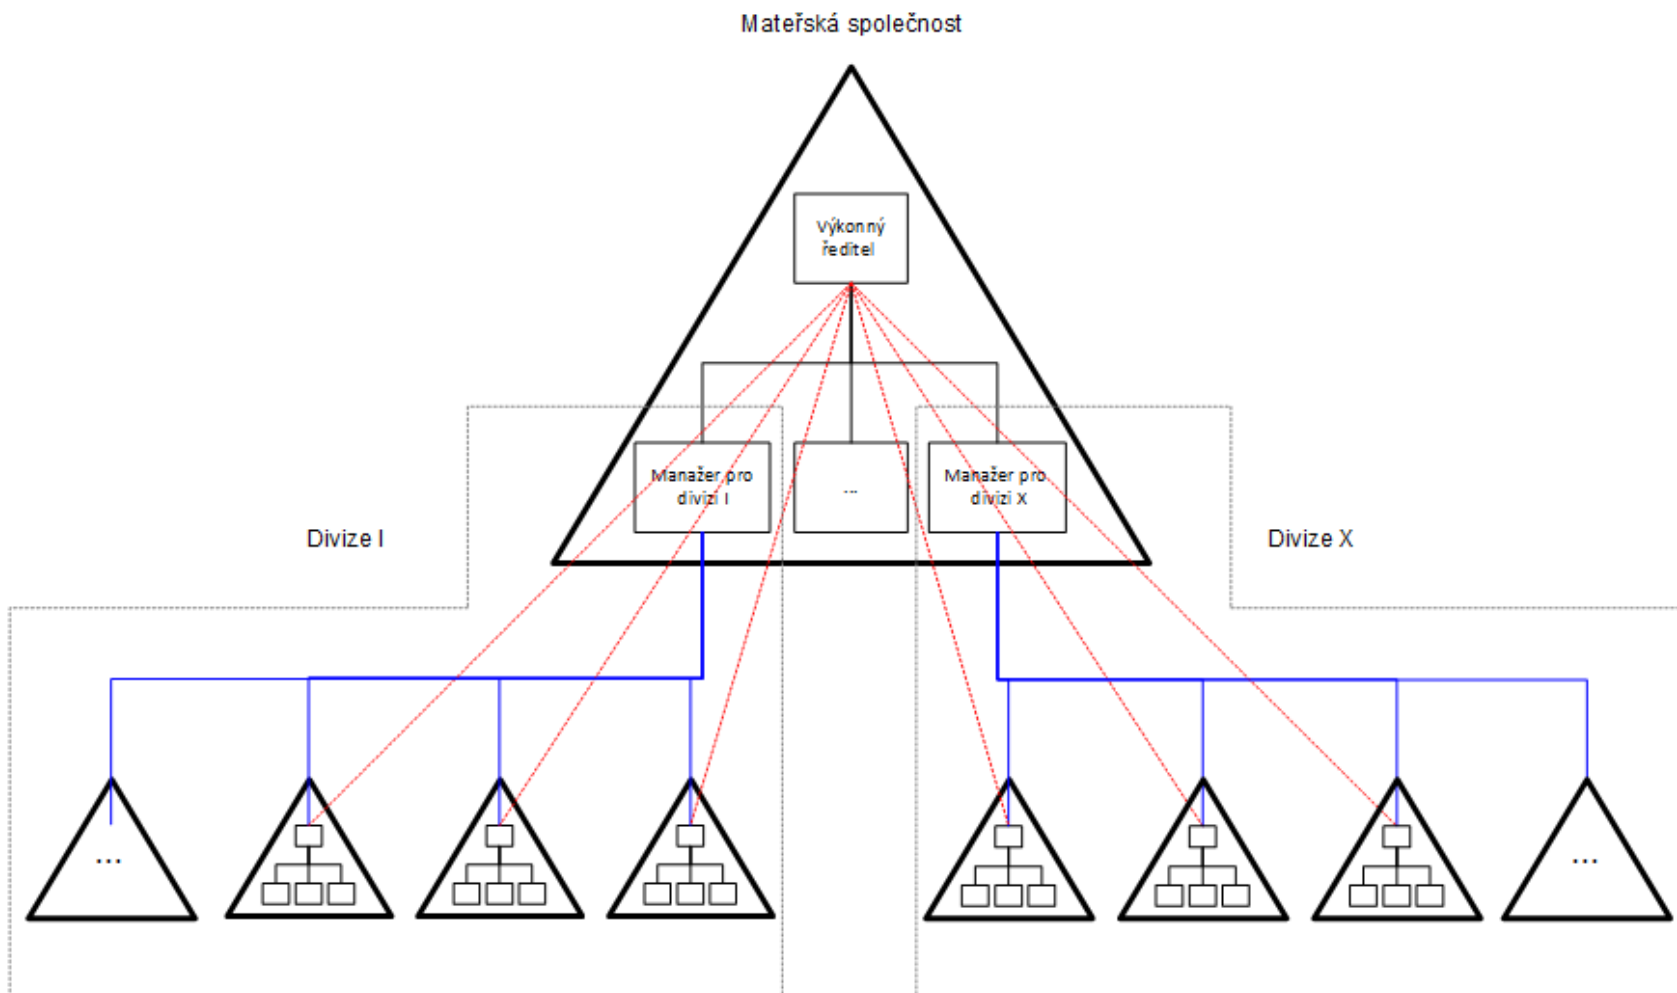 Mateřská společnost
Výkonný
ředitel
Manažer pro
divizi I
...
Manažer pro
divizi X
Divize I
Divize X
...
...